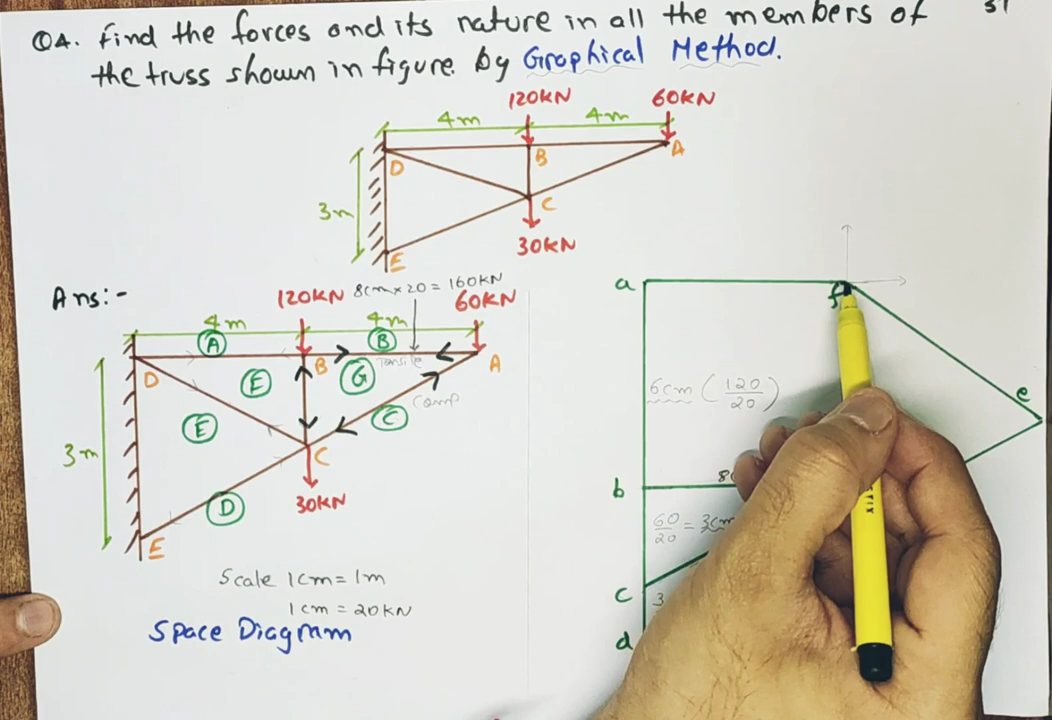 Q4. Find the forces and its nature in all the members of
the truss shown in figure by Graphical Method.
120KN 60KN
4m 4m
D B A
3m
C
30KN
E
Ans:-
120KN 8cm×20 = 160KN 60KN
4m A 4m B
D B Tensile A
E G
Comp
E C
3m
C
30KN
D
E
Scale 1cm = 1m
1cm = 20KN
Space Diagram
a f
6cm (120/20) e
b 8
60/20 = 3cm
c 3
d